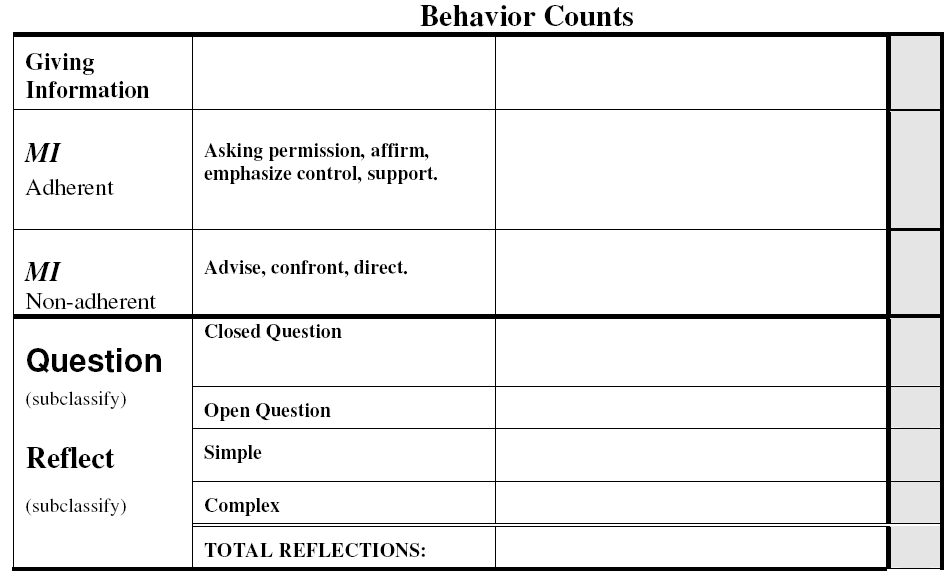 Behavior Counts
Giving
Information
MI
Adherent
Asking permission, affirm,
emphasize control, support.
MI
Non-adherent
Advise, confront, direct.
Question
(subclassify)
Closed Question
Open Question
Reflect
(subclassify)
Simple
Complex
TOTAL REFLECTIONS: